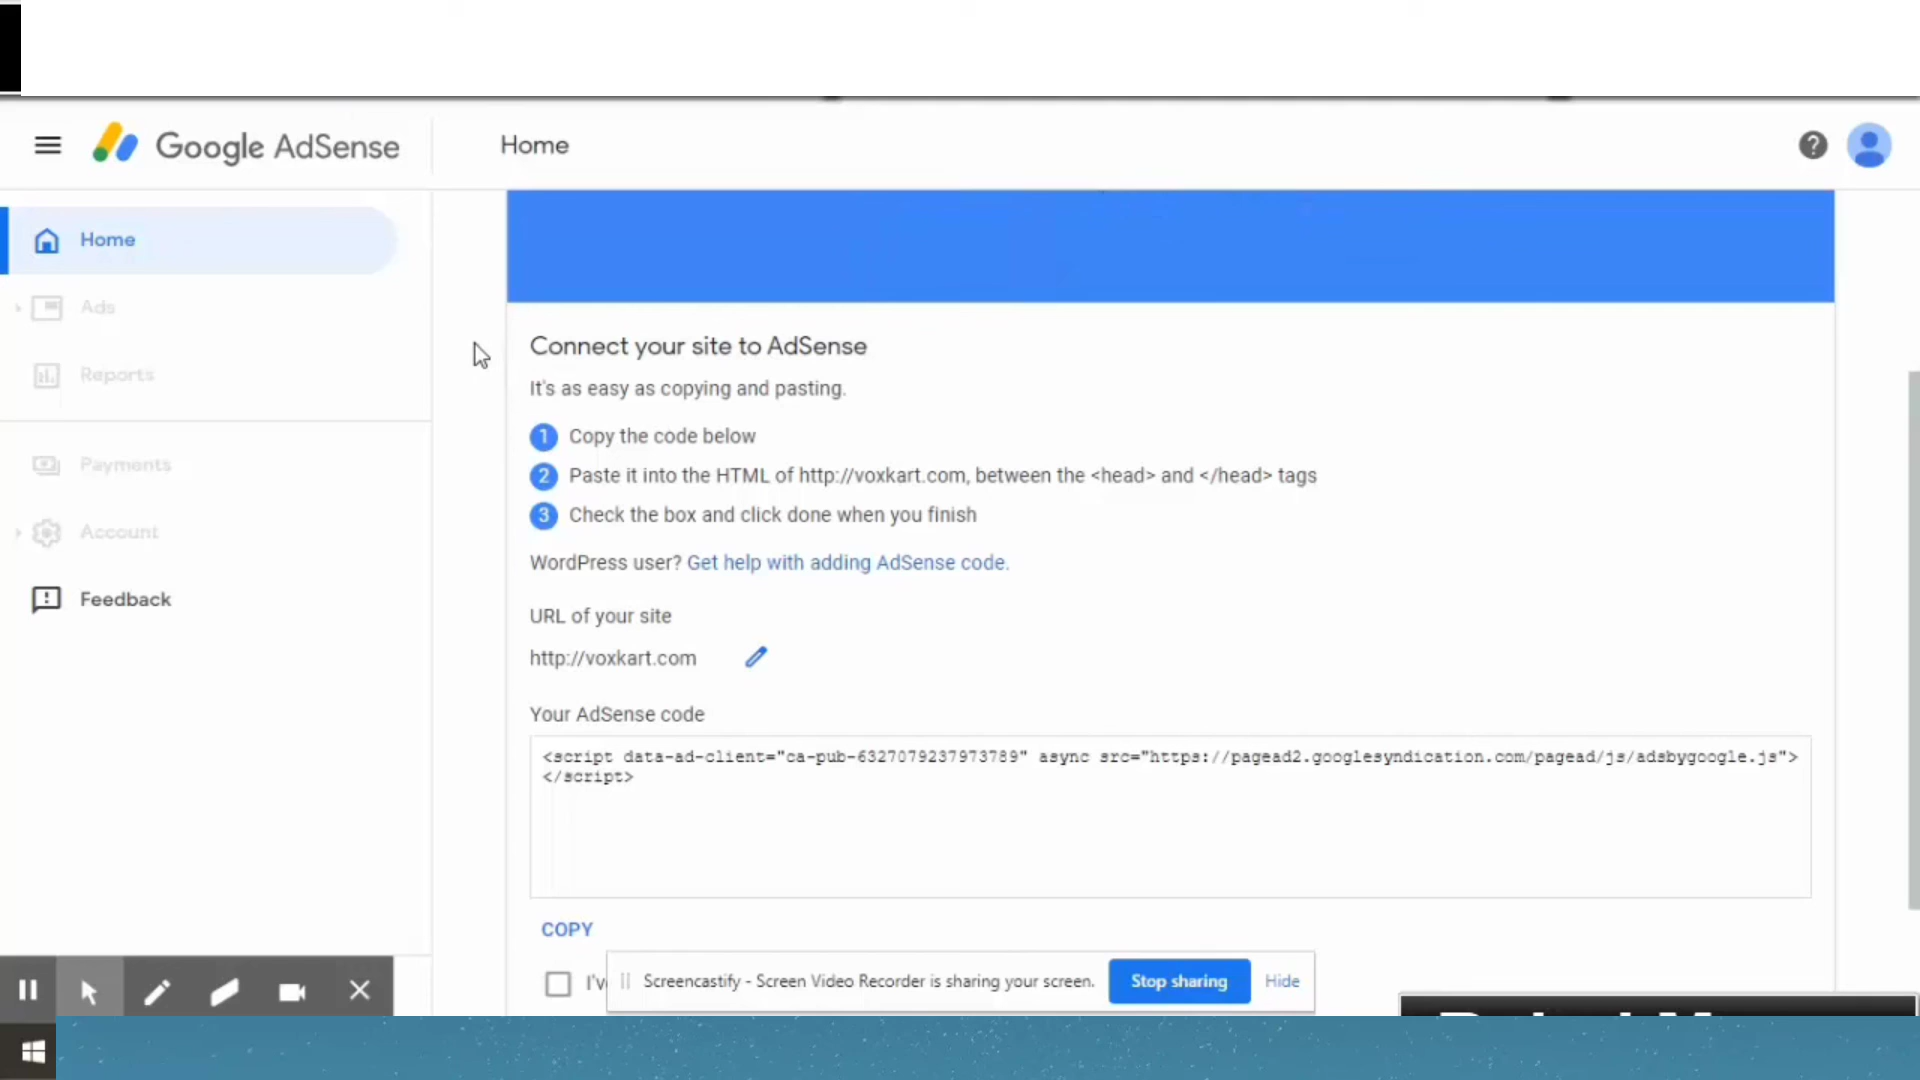 Google AdSense
Home
Home
Ads
Reports
Payments
Account
Feedback
Connect your site to AdSense
It's as easy as copying and pasting.
1 Copy the code below
2 Paste it into the HTML of http://voxkart.com, between the <head> and </head> tags
3 Check the box and click done when you finish
WordPress user? Get help with adding AdSense code.
URL of your site
http://voxkart.com
Your AdSense code
<script data-ad-client="ca-pub-6327079237973789" async src="https://pagead2.googlesyndication.com/pagead/js/adsbygoogle.js">
</script>
COPY
Screencastify - Screen Video Recorder is sharing your screen.
Stop sharing
Hide